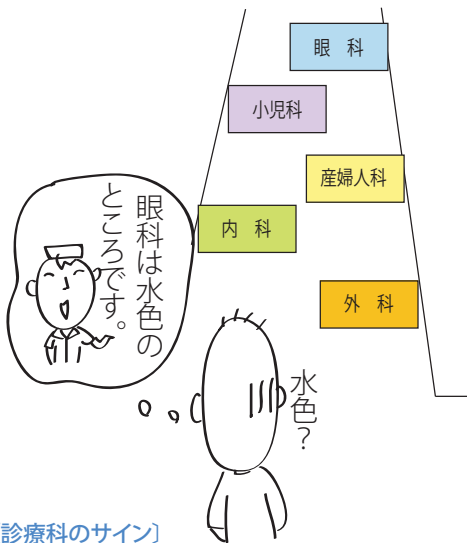 眼　科
小児科
産婦人科
内　科
外　科
眼科は水色の
ところです。
水色？
診療科のサイン〕